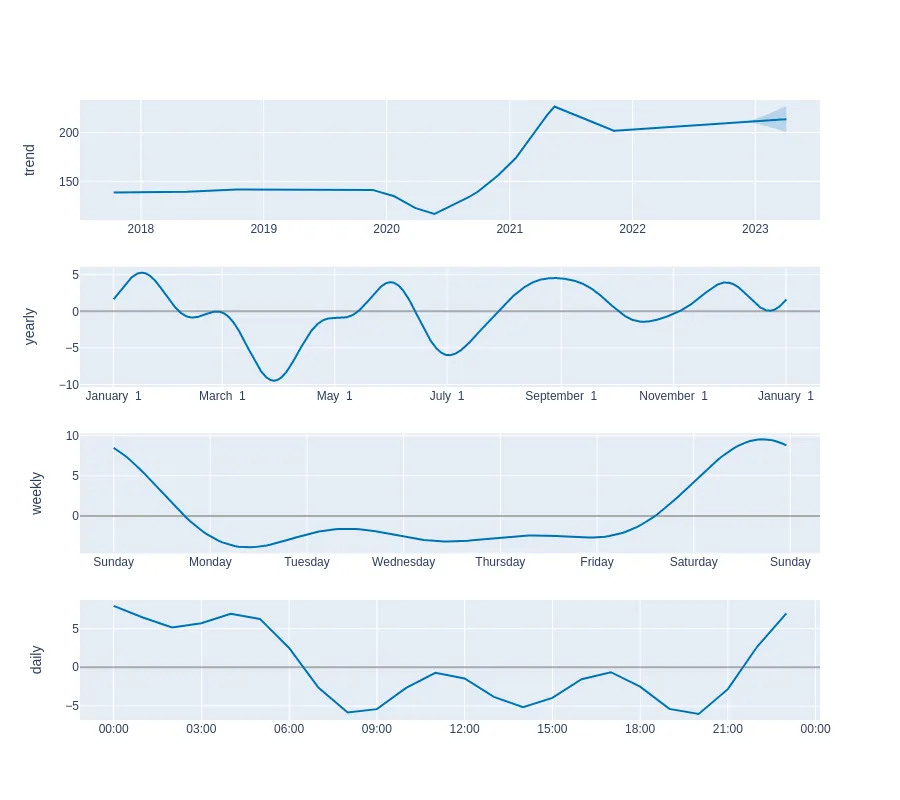 trend
200
150
2018 2019 2020 2021 2022 2023
yearly
5
0
−5
−10
January 1 March 1 May 1 July 1 September 1 November 1 January 1
weekly
10
5
0
Sunday Monday Tuesday Wednesday Thursday Friday Saturday Sunday
daily
5
0
−5
00:00 03:00 06:00 09:00 12:00 15:00 18:00 21:00 00:00